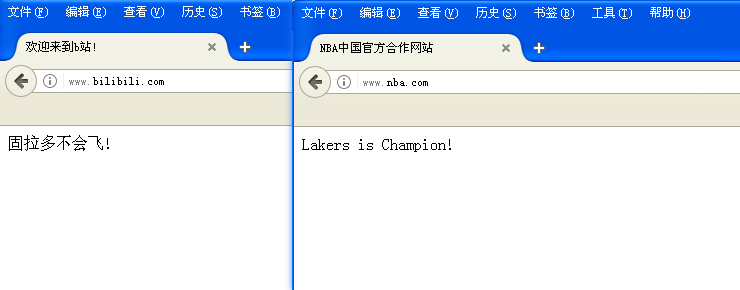 文件(F) 编辑(E) 查看(V) 历史(S) 书签(B)
欢迎来到b站!
www.bilibili.com
固拉多不会飞!
文件(F) 编辑(E) 查看(V) 历史(S) 书签(B) 工具(T) 帮助(H)
NBA中国官方合作网站
www.nba.com
Lakers is Champion!